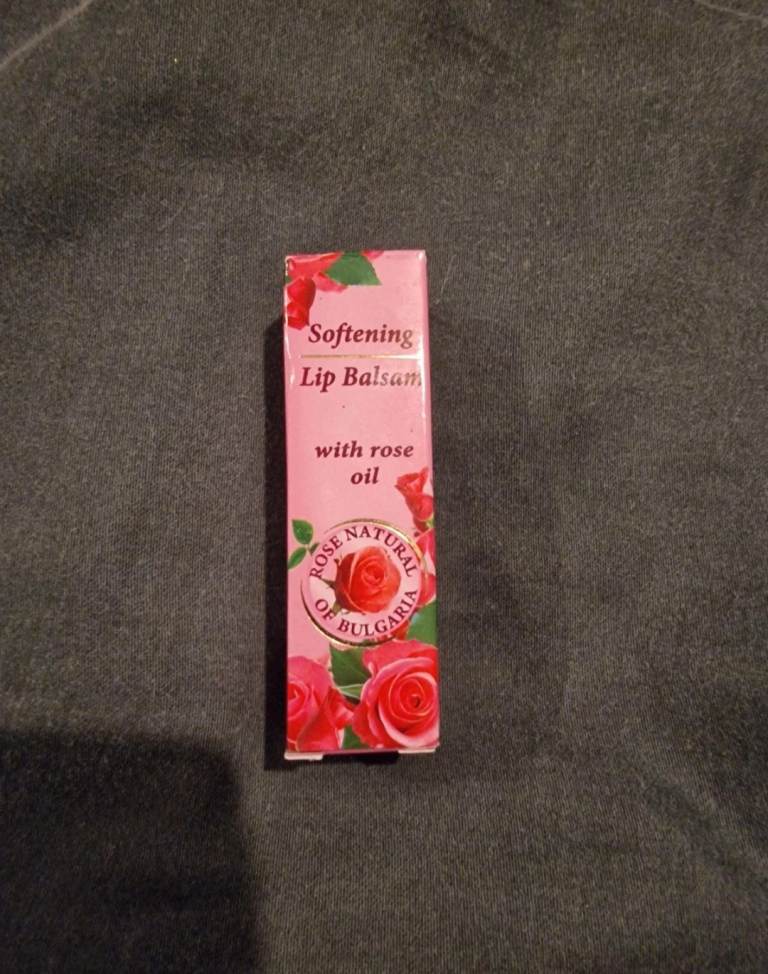 Softening
Lip Balsam
with rose
oil
ROSE NATURAL
OF BULGARIA